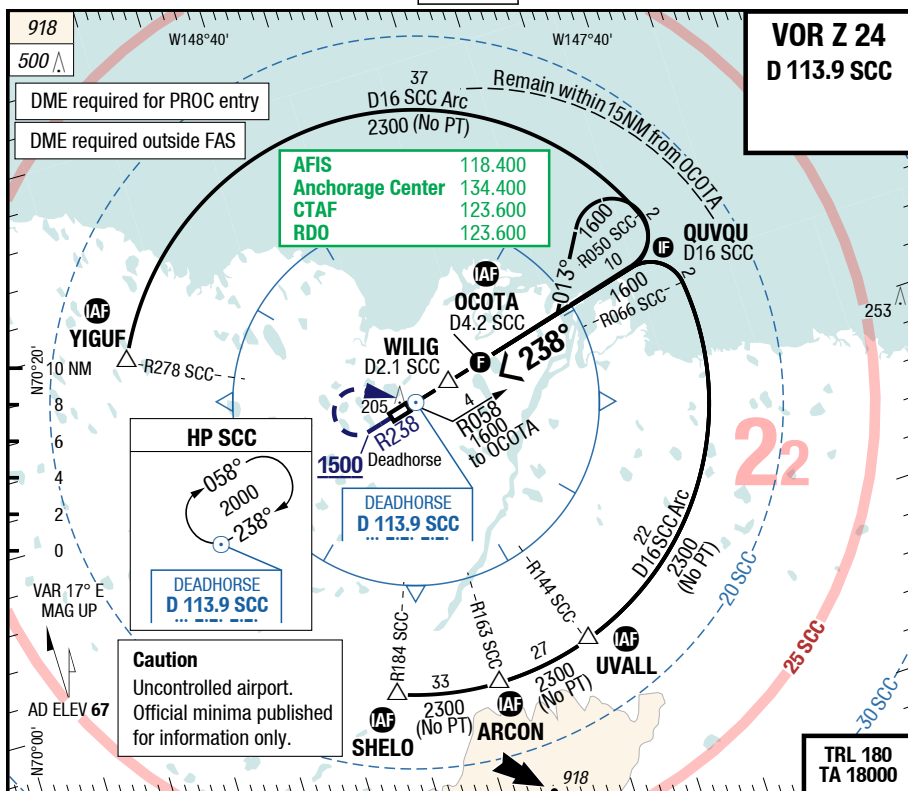 918
500
W148°40'
W147°40'
VOR Z 24
D 113.9 SCC
DME required for PROC entry
DME required outside FAS
37
D16 SCC Arc
2300 (No PT)
Remain within 15NM from OCOTA
AFIS 118.400
Anchorage Center 134.400
CTAF 123.600
RDO 123.600
1600
R050 SCC
2
10
013°
IF
QUVQU
D16 SCC
1600
R066 SCC
2
253
IAF
OCOTA
D4.2 SCC
F
< 238°
WILIG
D2.1 SCC
IAF
YIGUF
R278 SCC
N70°20'
10 NM
8
6
4
2
0
205
R238
1500
Deadhorse
4
R058
1600
to OCOTA
DEADHORSE
D 113.9 SCC
HP SCC
058°
2000
238°
DEADHORSE
D 113.9 SCC
22
22
D16 SCC Arc
2300
(No PT)
20 SCC
25 SCC
30 SCC
R184 SCC
R163 SCC
R144 SCC
VAR 17° E
MAG UP
AD ELEV 67
N70°00'
Caution
Uncontrolled airport.
Official minima published
for information only.
33
2300
(No PT)
27
2300
(No PT)
IAF
UVALL
IAF
ARCON
IAF
SHELO
918
TRL 180
TA 18000